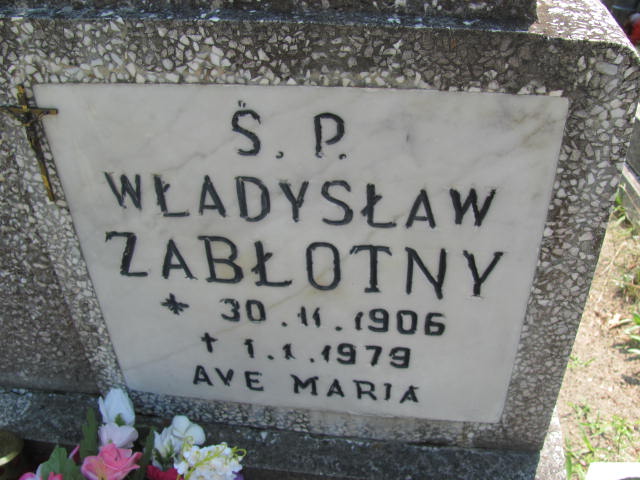 Ś. P.
WŁADYSŁAW
ZABŁOTNY
* 30.11.1906
† 1.1.1979
AVE MARIA